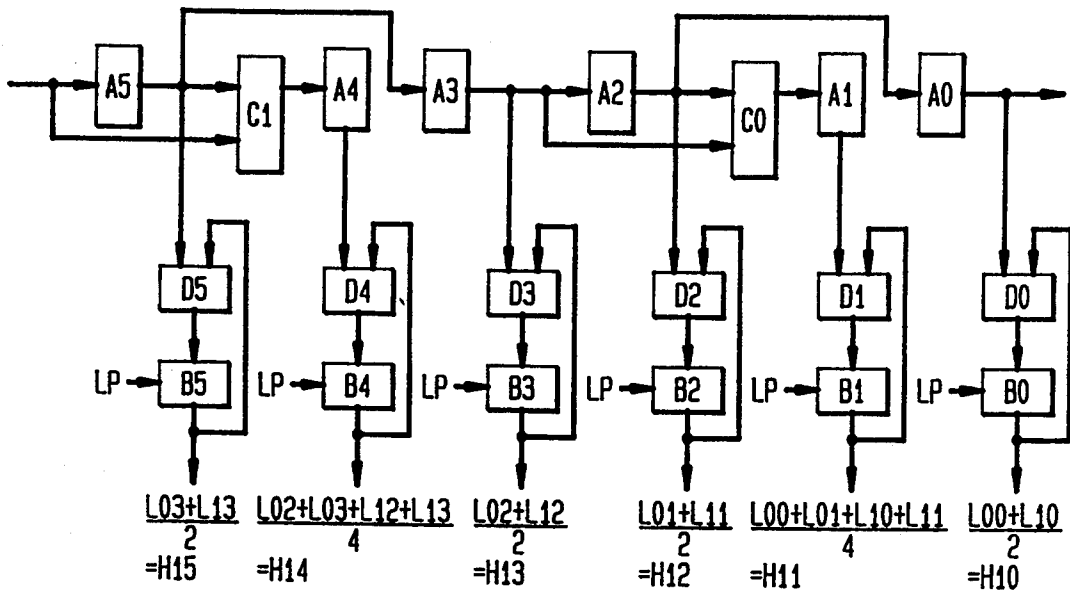 A5 C1 A4 A3 A2 C0 A1 A0
D5 D4 D3 D2 D1 D0
LP B5 LP B4 LP B3 LP B2 LP B1 LP B0
L03+L13 L02+L03+L12+L13 L02+L12 L01+L11 L00+L01+L10+L11 L00+L10
2 4 2 2 4 2
=H15 =H14 =H13 =H12 =H11 =H10